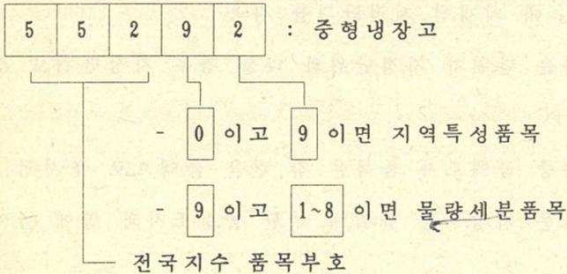 5 5 2 9 2 : 중형냉장고
- 0 이고 9 이면 지역특성품목
- 9 이고 1~8 이면 물량세분품목
전국지수 품목부호